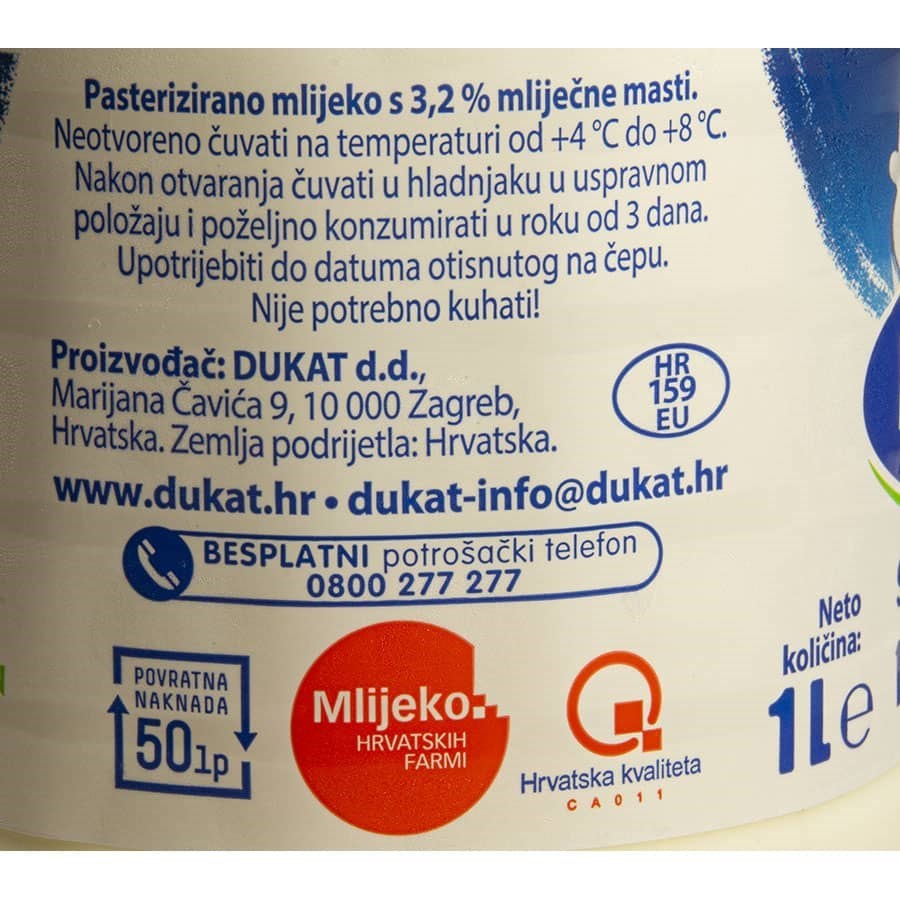 Pasterizirano mlijeko s 3,2 % mliječne masti.
Neotvoreno čuvati na temperaturi od +4 °C do +8 °C.
Nakon otvaranja čuvati u hladnjaku u uspravnom
položaju i poželjno konzumirati u roku od 3 dana.
Upotrijebiti do datuma otisnutog na čepu.
Nije potrebno kuhati!
Proizvođač: DUKAT d.d.,
Marijana Čavića 9, 10 000 Zagreb,
Hrvatska. Zemlja podrijetla: Hrvatska.
HR
159
EU
www.dukat.hr • dukat-info@dukat.hr
BESPLATNI potrošački telefon
0800 277 277
POVRATNA
NAKNADA
50lp
Mlijeko
HRVATSKIH
FARMI
Hrvatska kvaliteta
CA011
Neto
količina:
1l e